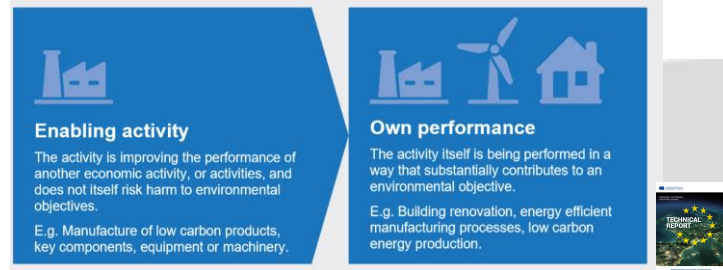 Enabling activity
The activity is improving the performance of
another economic activity, or activities, and
does not itself risk harm to environmental
objectives.
E.g. Manufacture of low carbon products,
key components, equipment or machinery.
Own performance
The activity itself is being performed in a
way that substantially contributes to an
environmental objective.
E.g. Building renovation, energy efficient
manufacturing processes, low carbon
energy production.
TECHNICAL
REPORT